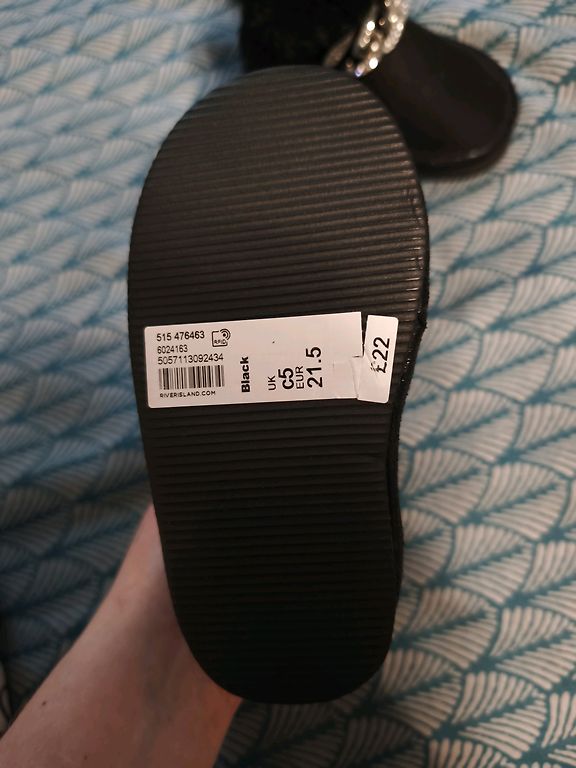 515 476463
RFID
6024163
5057113092434
RIVERISLAND.COM
Black
UK
c5
EUR
21.5
£22